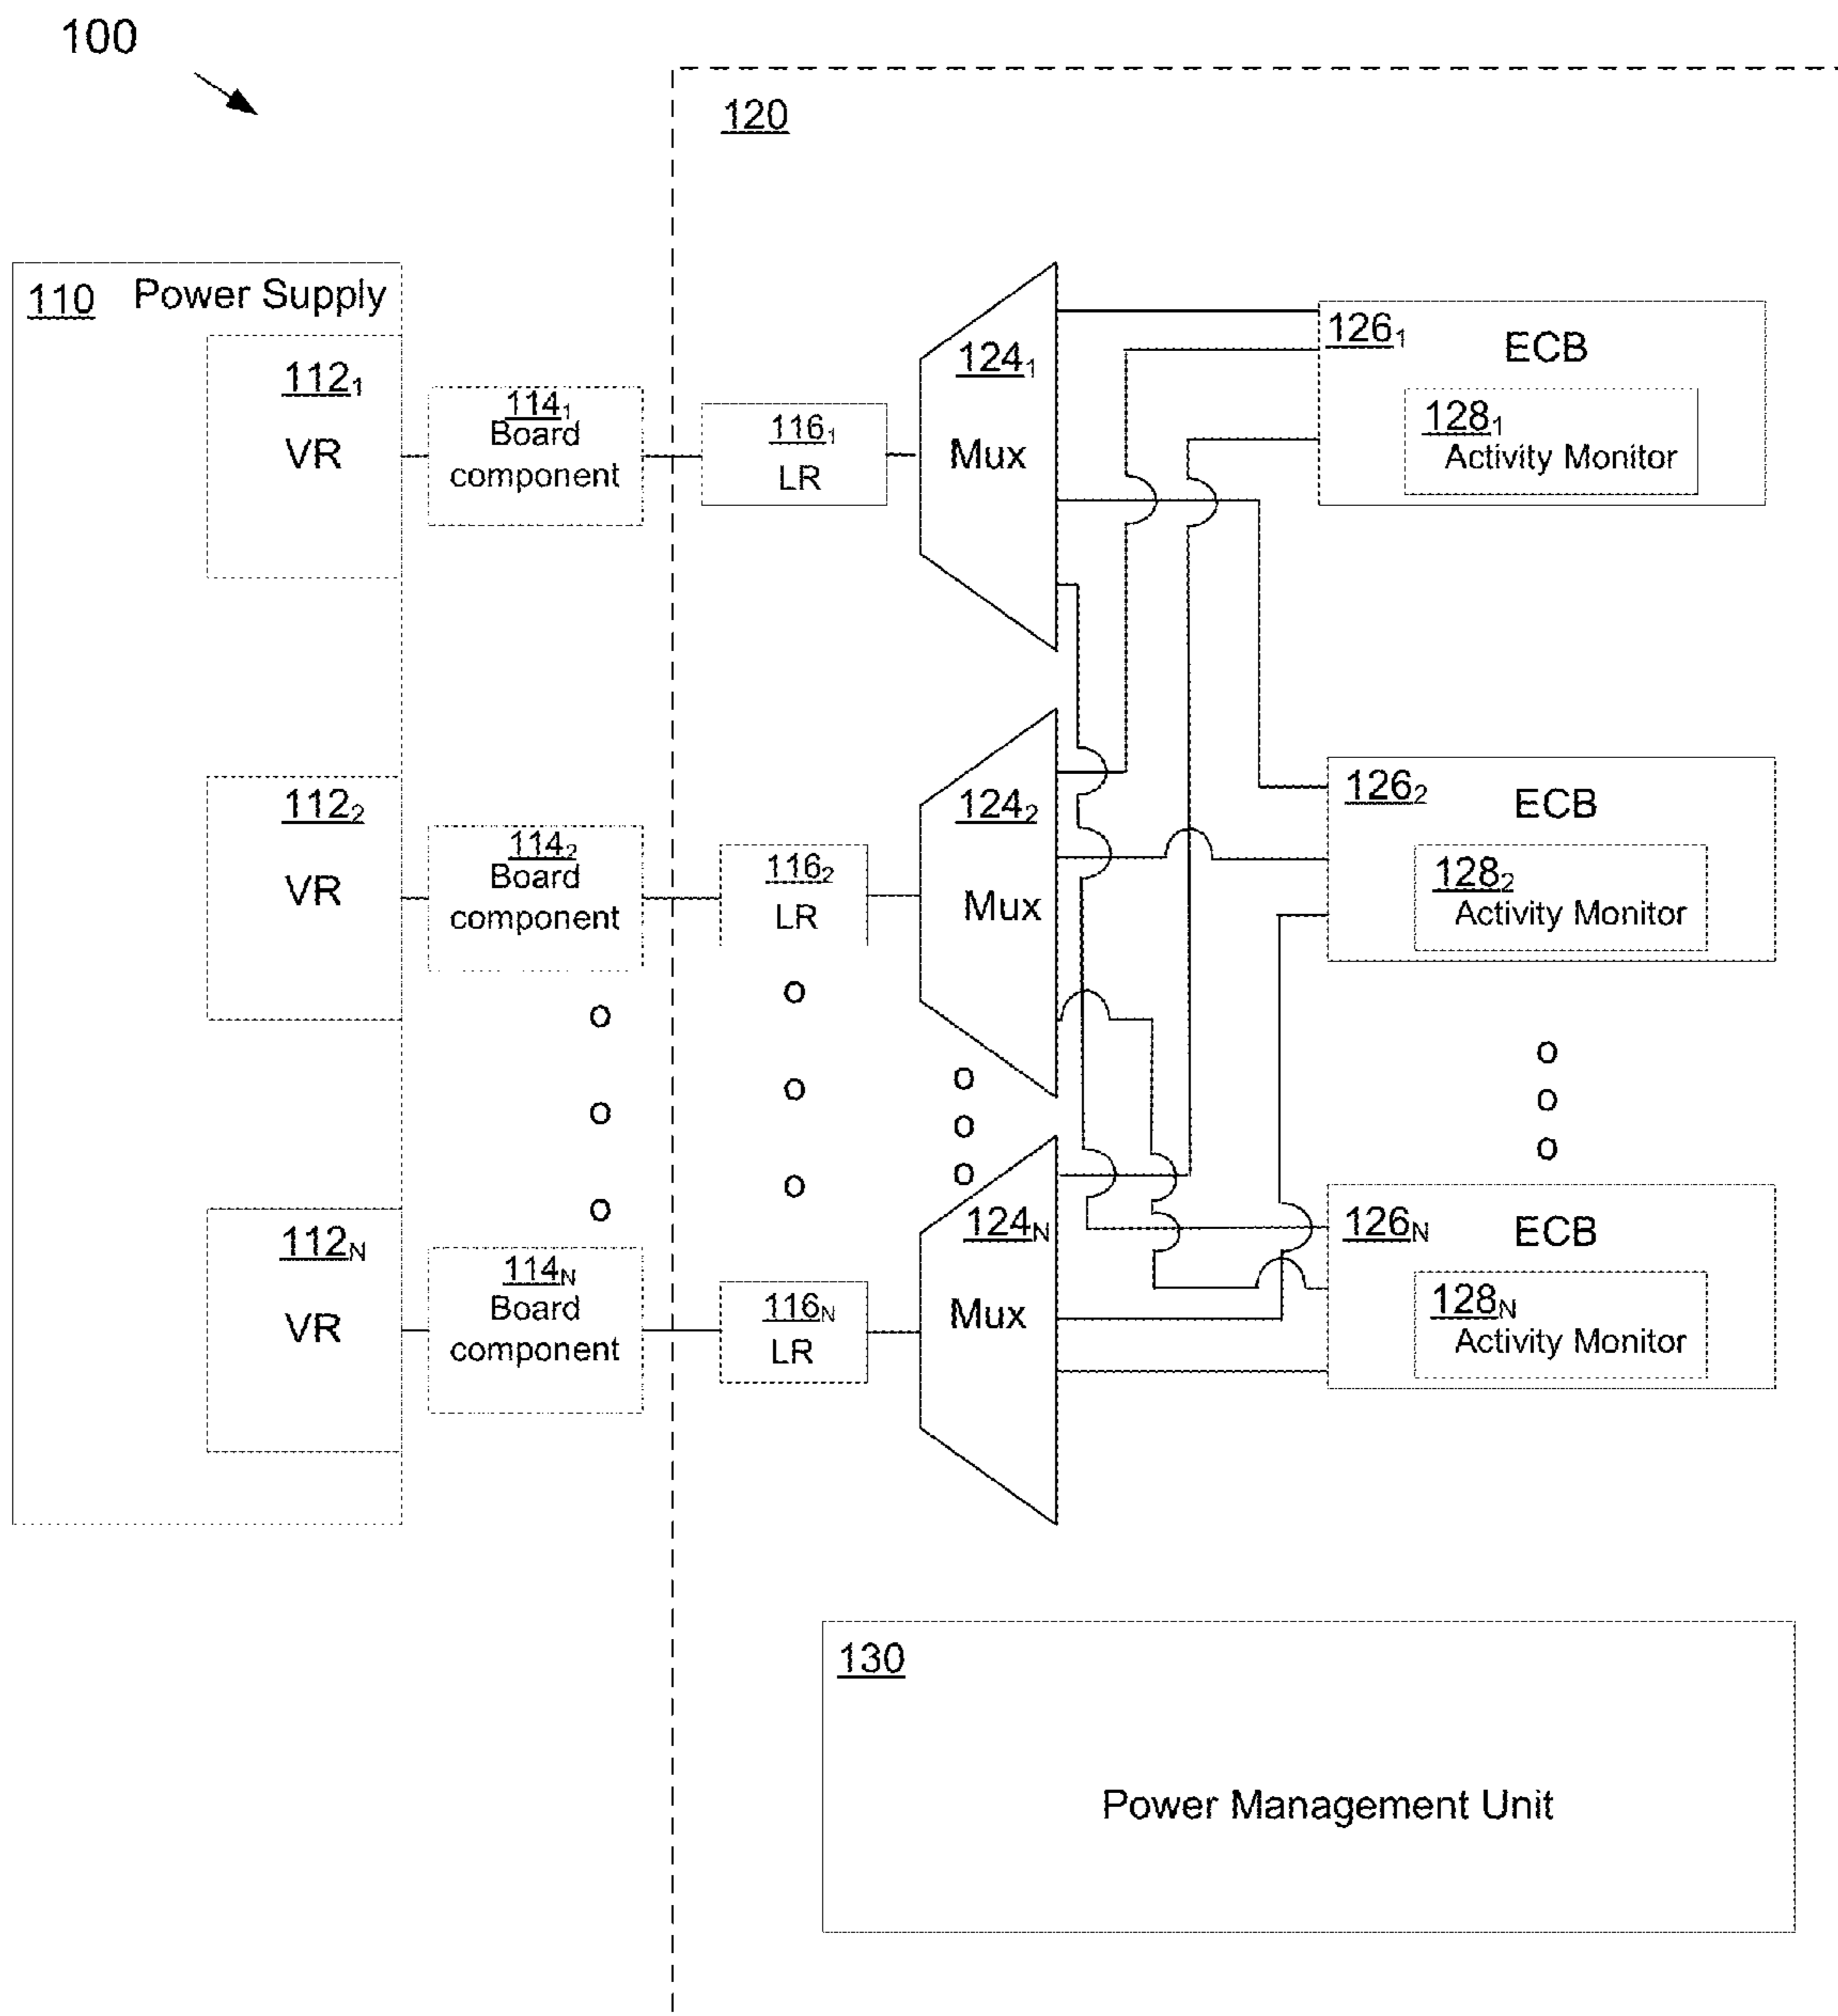 100
120
110 Power Supply
112₁
VR
114₁
Board
component
116₁
LR
124₁
Mux
126₁ ECB
128₁
Activity Monitor
112₂
VR
114₂
Board
component
116₂
LR
124₂
Mux
126₂ ECB
128₂
Activity Monitor
o o o
o o o
o o o
o o o
112N
VR
114N
Board
component
116N
LR
124N
Mux
126N ECB
128N
Activity Monitor
130
Power Management Unit